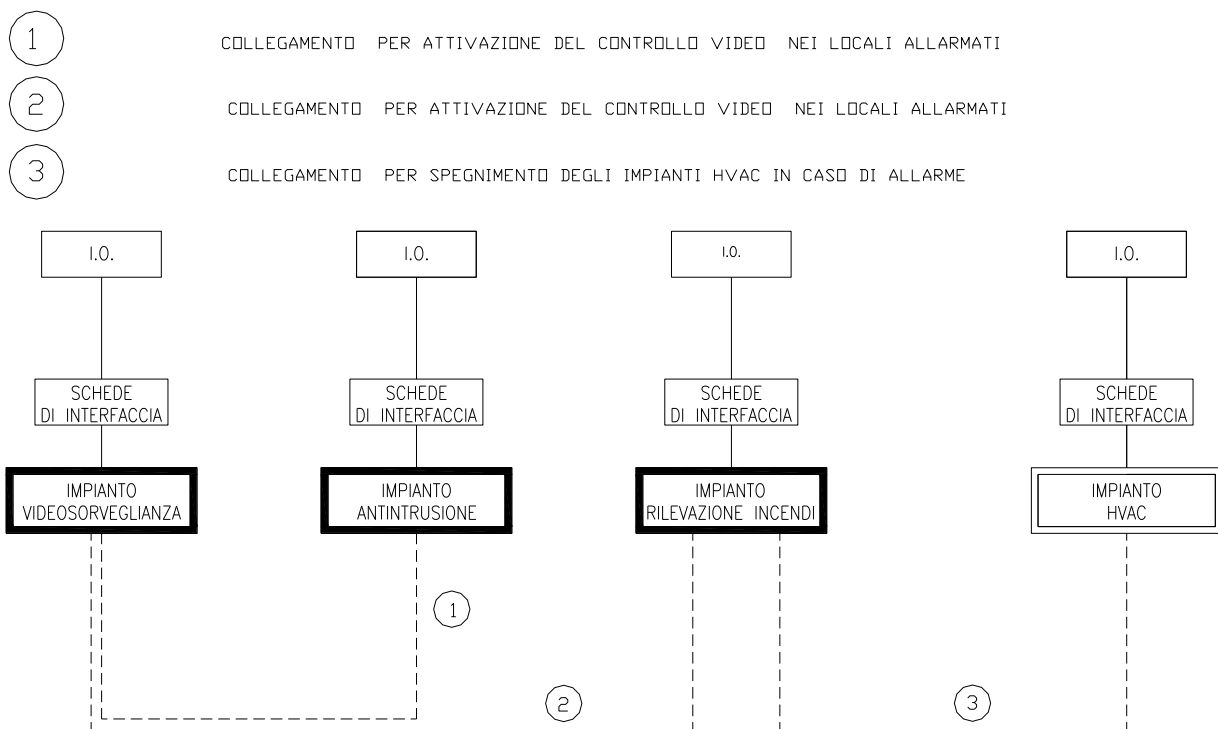 1 COLLEGAMENTO PER ATTIVAZIONE DEL CONTROLLO VIDEO NEI LOCALI ALLARMATI
2 COLLEGAMENTO PER ATTIVAZIONE DEL CONTROLLO VIDEO NEI LOCALI ALLARMATI
3 COLLEGAMENTO PER SPEGNIMENTO DEGLI IMPIANTI HVAC IN CASO DI ALLARME
I.O.
I.O.
I.O.
I.O.
SCHEDE
DI INTERFACCIA
SCHEDE
DI INTERFACCIA
SCHEDE
DI INTERFACCIA
SCHEDE
DI INTERFACCIA
IMPIANTO
VIDEOSORVEGLIANZA
IMPIANTO
ANTINTRUSIONE
IMPIANTO
RILEVAZIONE INCENDI
IMPIANTO
HVAC
1
2
3